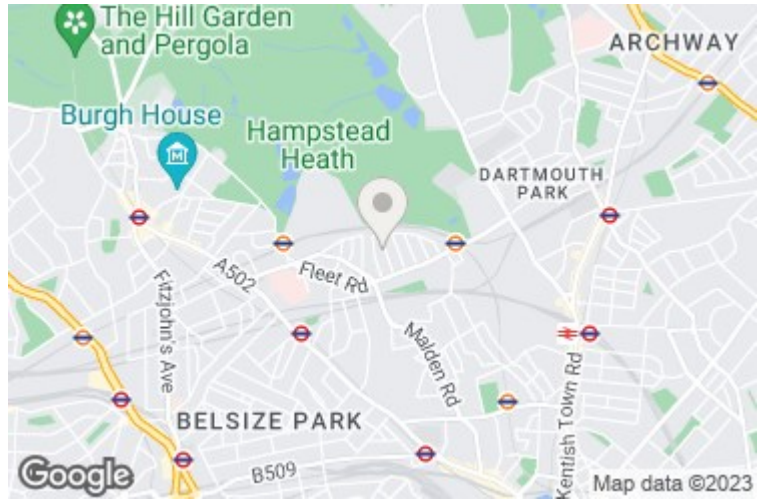 The Hill Garden
and Pergola
ARCHWAY
Burgh House
Hampstead
Heath
DARTMOUTH
PARK
A502
Fleet Rd
Fitzjohn's Ave
Malden Rd
Kentish Town Rd
BELSIZE PARK
B509
Google
Map data ©2023